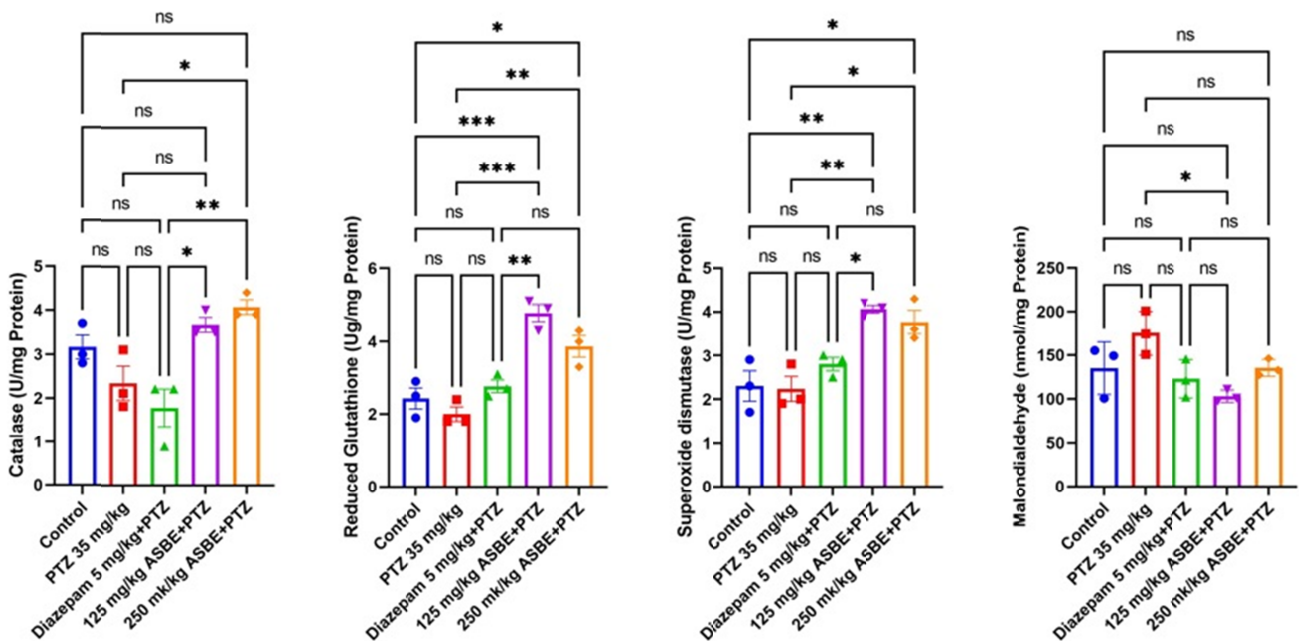 ns
*
ns
ns
ns **
ns ns *
Catalase (U/mg Protein)
5
4
3
2
1
0
Control
PTZ 35 mg/kg
Diazepam 5 mg/kg+PTZ
125 mg/kg ASBE+PTZ
250 mk/kg ASBE+PTZ
*
**
***
***
ns ns
ns ns **
Reduced Glutathione (Ug/mg Protein)
6
4
2
0
Control
PTZ 35 mg/kg
Diazepam 5 mg/kg+PTZ
125 mg/kg ASBE+PTZ
250 mk/kg ASBE+PTZ
*
*
**
**
ns ns
ns ns *
Superoxide dismutase (U/mg Protein)
5
4
3
2
1
0
Control
PTZ 35 mg/kg
Diazepam 5 mg/kg+PTZ
125 mg/kg ASBE+PTZ
250 mk/kg ASBE+PTZ
ns
ns
ns
*
ns ns
ns ns ns
Malondialdehyde (nmol/mg Protein)
250
200
150
100
50
0
Control
PTZ 35 mg/kg
Diazepam 5 mg/kg+PTZ
125 mg/kg ASBE+PTZ
250 mk/kg ASBE+PTZ